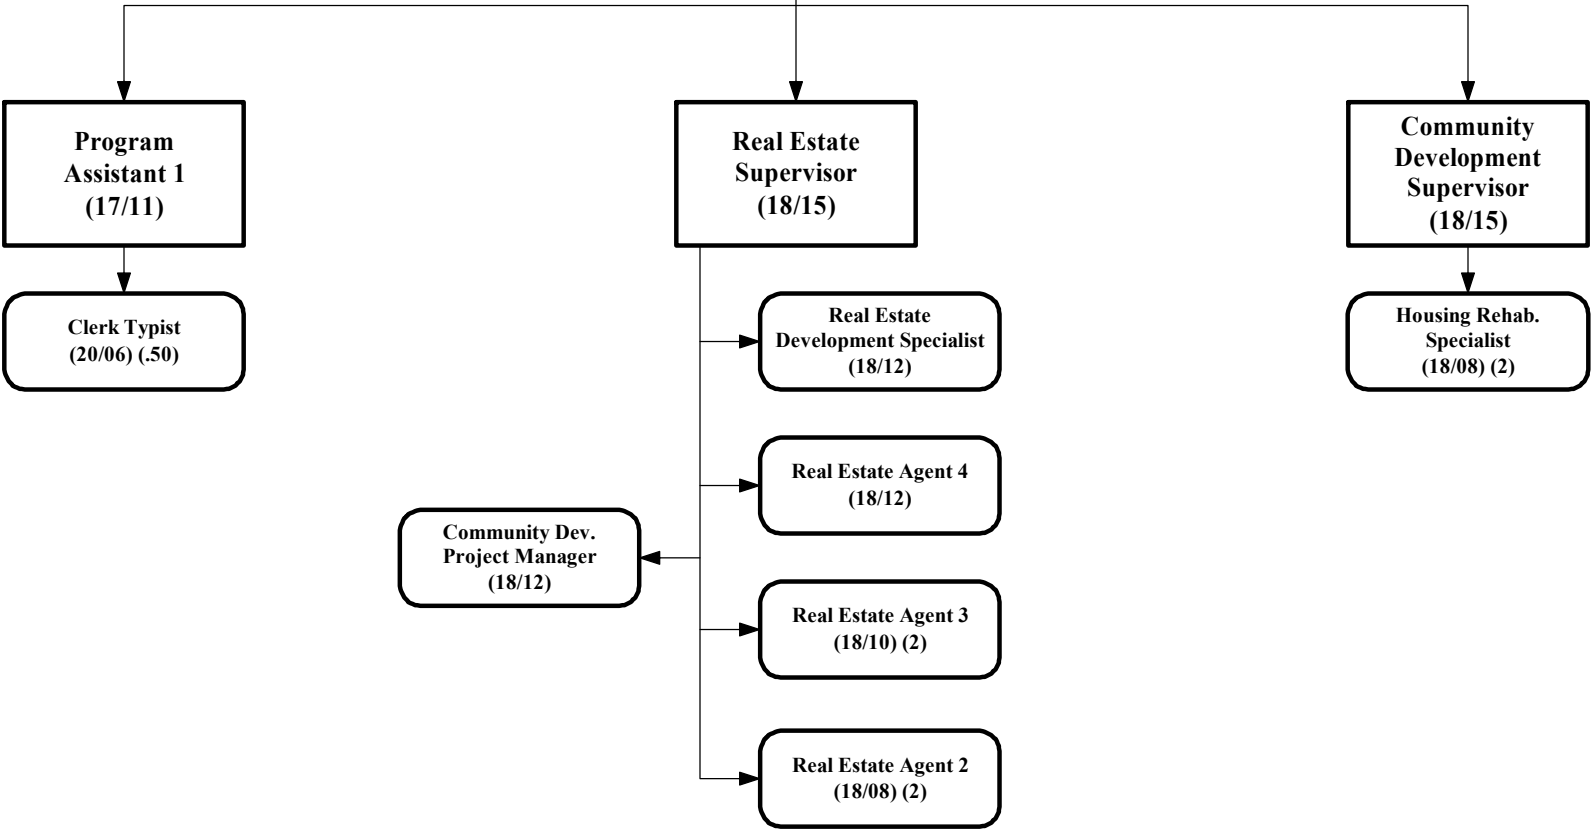 Program
Assistant 1
(17/11)
Real Estate
Supervisor
(18/15)
Community
Development
Supervisor
(18/15)
Clerk Typist
(20/06) (.50)
Real Estate
Development Specialist
(18/12)
Housing Rehab.
Specialist
(18/08) (2)
Real Estate Agent 4
(18/12)
Community Dev.
Project Manager
(18/12)
Real Estate Agent 3
(18/10) (2)
Real Estate Agent 2
(18/08) (2)